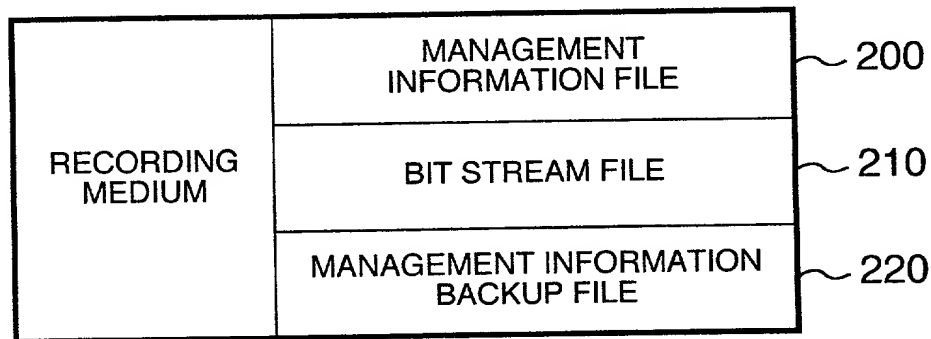 RECORDING
MEDIUM
MANAGEMENT
INFORMATION FILE
200
BIT STREAM FILE
210
MANAGEMENT INFORMATION
BACKUP FILE
220